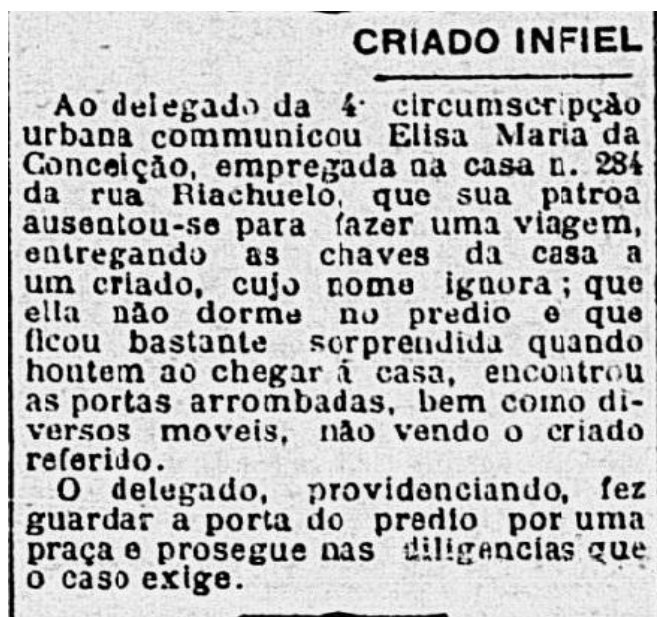 CRIADO INFIEL
Ao delegado da 4ª circumscripção
urbana communicou Elisa Maria da
Conceição, empregada na casa n. 284
da rua Riachuelo, que sua patroa
ausentou-se para fazer uma viagem,
entregando as chaves da casa a
um criado, cujo nome ignora; que
ella não dorme no predio e que
ficou bastante sorprendida quando
hontem ao chegar á casa, encontrou
as portas arrombadas, bem como di-
versos moveis, não vendo o criado
referido.
O delegado, providenciando, fez
guardar a porta do predio por uma
praça e prosegue nas diligencias que
o caso exige.